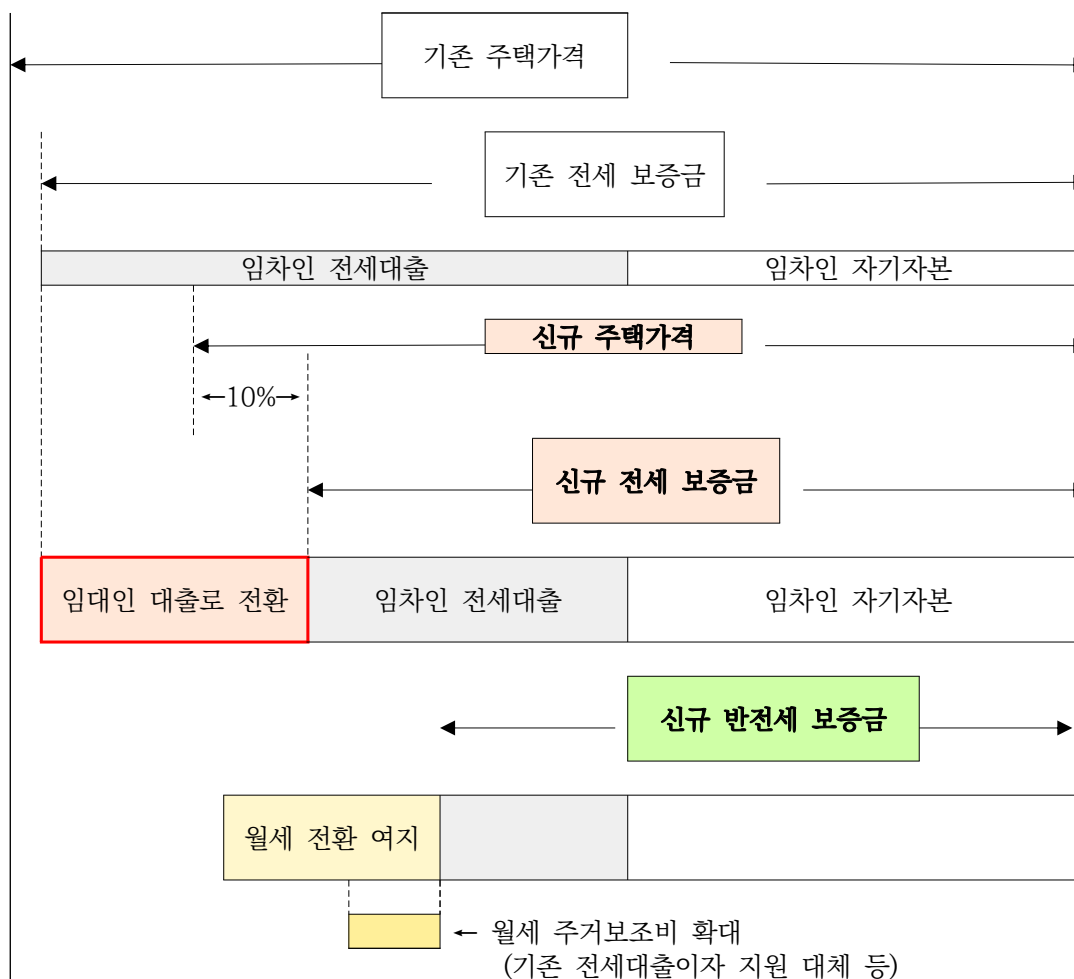 기존 주택가격
기존 전세 보증금
임차인 전세대출
임차인 자기자본
신규 주택가격
←10%→
신규 전세 보증금
임대인 대출로 전환
임차인 전세대출
임차인 자기자본
신규 반전세 보증금
월세 전환 여지
← 월세 주거보조비 확대
(기존 전세대출이자 지원 대체 등)